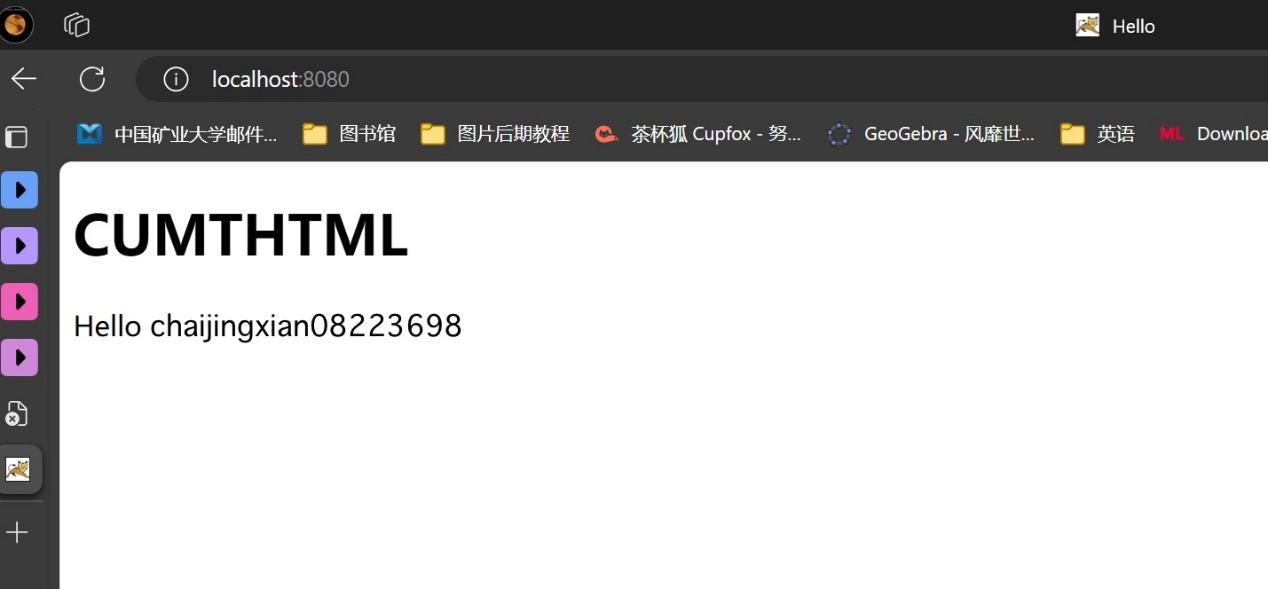 Hello
localhost:8080
中国矿业大学邮件... 图书馆 图片后期教程 茶杯狐 Cupfox - 努... GeoGebra - 风靡世... 英语 ML Downloa
CUMTHTML
Hello chaijingxian08223698